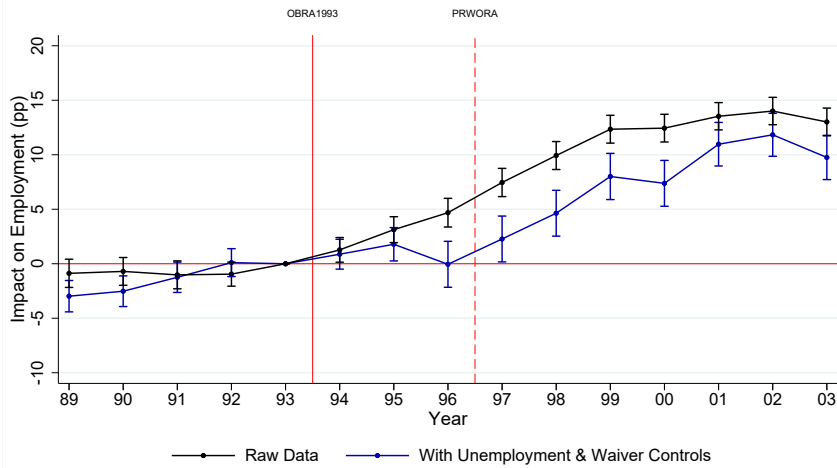 OBRA1993 PRWORA
Impact on Employment (pp)
20
15
10
5
0
-5
-10
89 90 91 92 93 94 95 96 97 98 99 00 01 02 03
Year
Raw Data With Unemployment & Waiver Controls